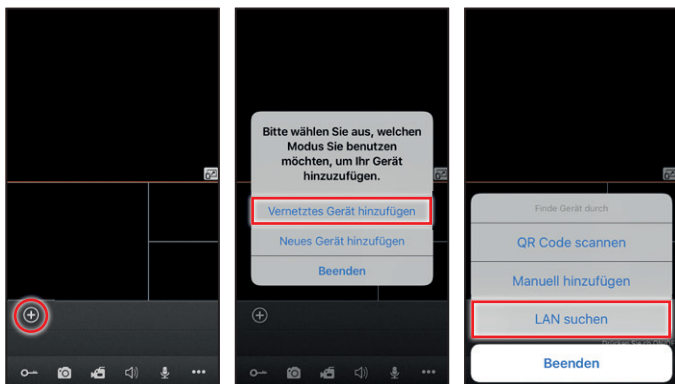 Bitte wählen Sie aus, welchen
Modus Sie benutzen
möchten, um Ihr Gerät
hinzuzufügen.
Vernetztes Gerät hinzufügen
Neues Gerät hinzufügen
Beenden
Finde Gerät durch
QR Code scannen
Manuell hinzufügen
LAN suchen
Beenden